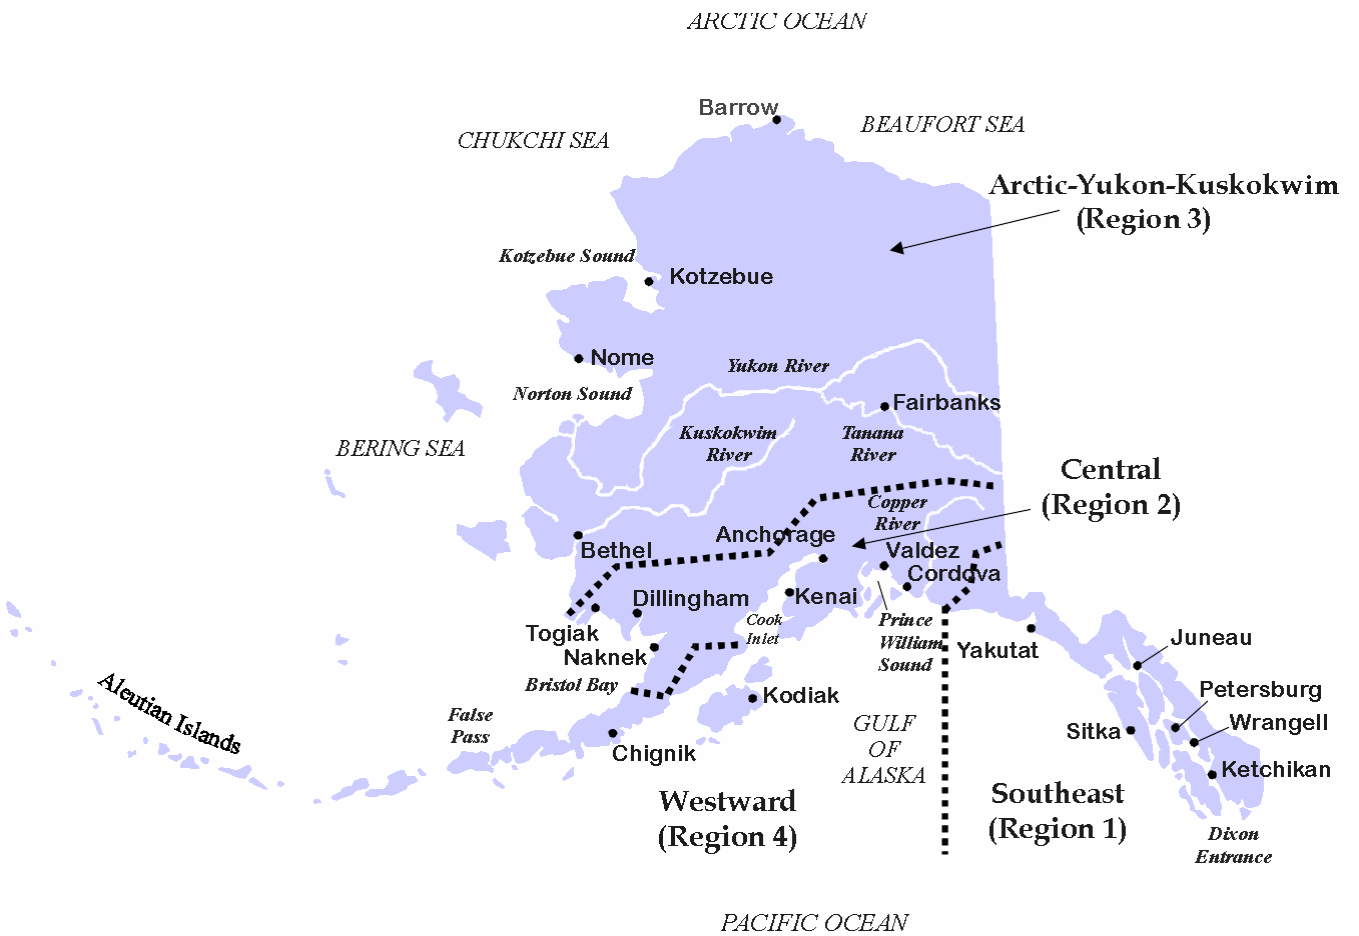 ARCTIC OCEAN
Barrow
BEAUFORT SEA
CHUKCHI SEA
Arctic-Yukon-Kuskokwim
(Region 3)
Kotzebue Sound
Kotzebue
Nome
Yukon River
Norton Sound
Fairbanks
Kuskokwim
River
Tanana
River
BERING SEA
Central
(Region 2)
Copper
River
Anchorage
Bethel
Valdez
Cordova
Dillingham
Kenai
Togiak
Cook
Inlet
Prince
William
Sound
Naknek
Yakutat
Juneau
Bristol Bay
Kodiak
Petersburg
Aleutian Islands
False
Pass
Wrangell
Sitka
GULF
OF
ALASKA
Chignik
Ketchikan
Westward
(Region 4)
Southeast
(Region 1)
Dixon
Entrance
PACIFIC OCEAN